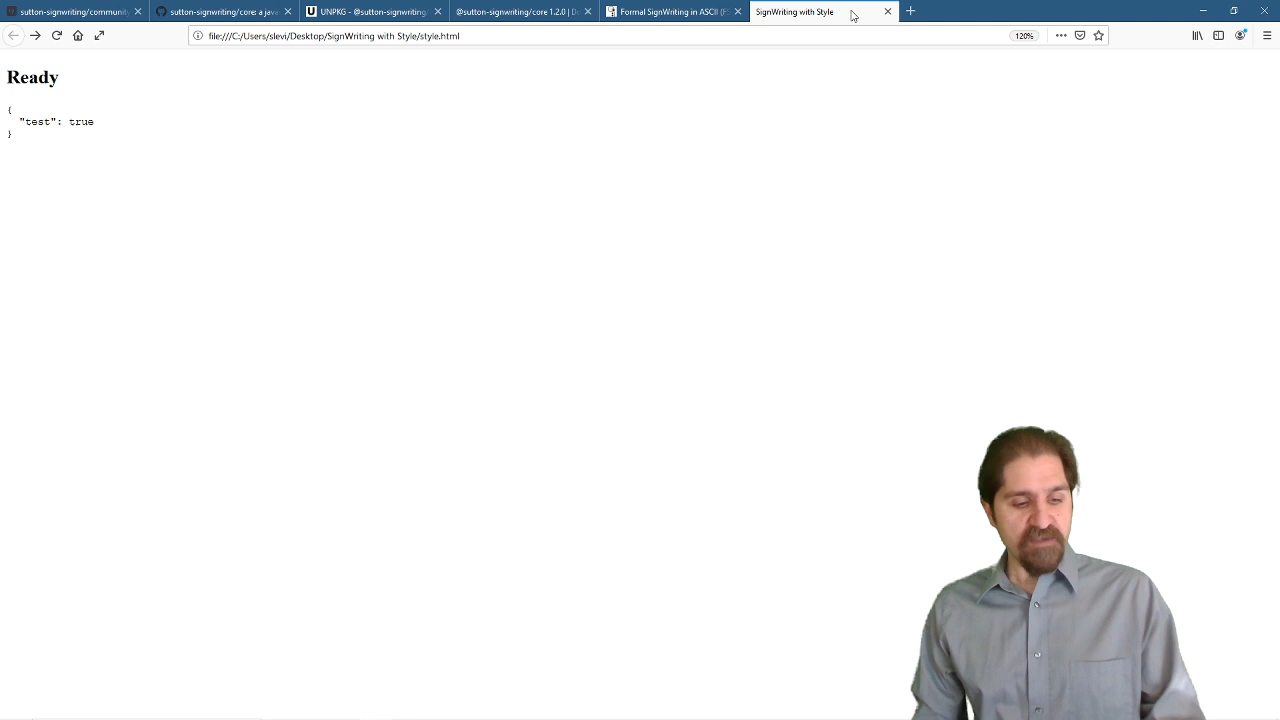 sutton-signwriting/communit
sutton-signwriting/core: a java
UNPKG - @sutton-signwriting/
@sutton-signwriting/core 1.2.0 | D
Formal SignWriting in ASCII (F
SignWriting with Style
file:///C:/Users/slevi/Desktop/SignWriting with Style/style.html
120%
Ready
{
"test": true
}